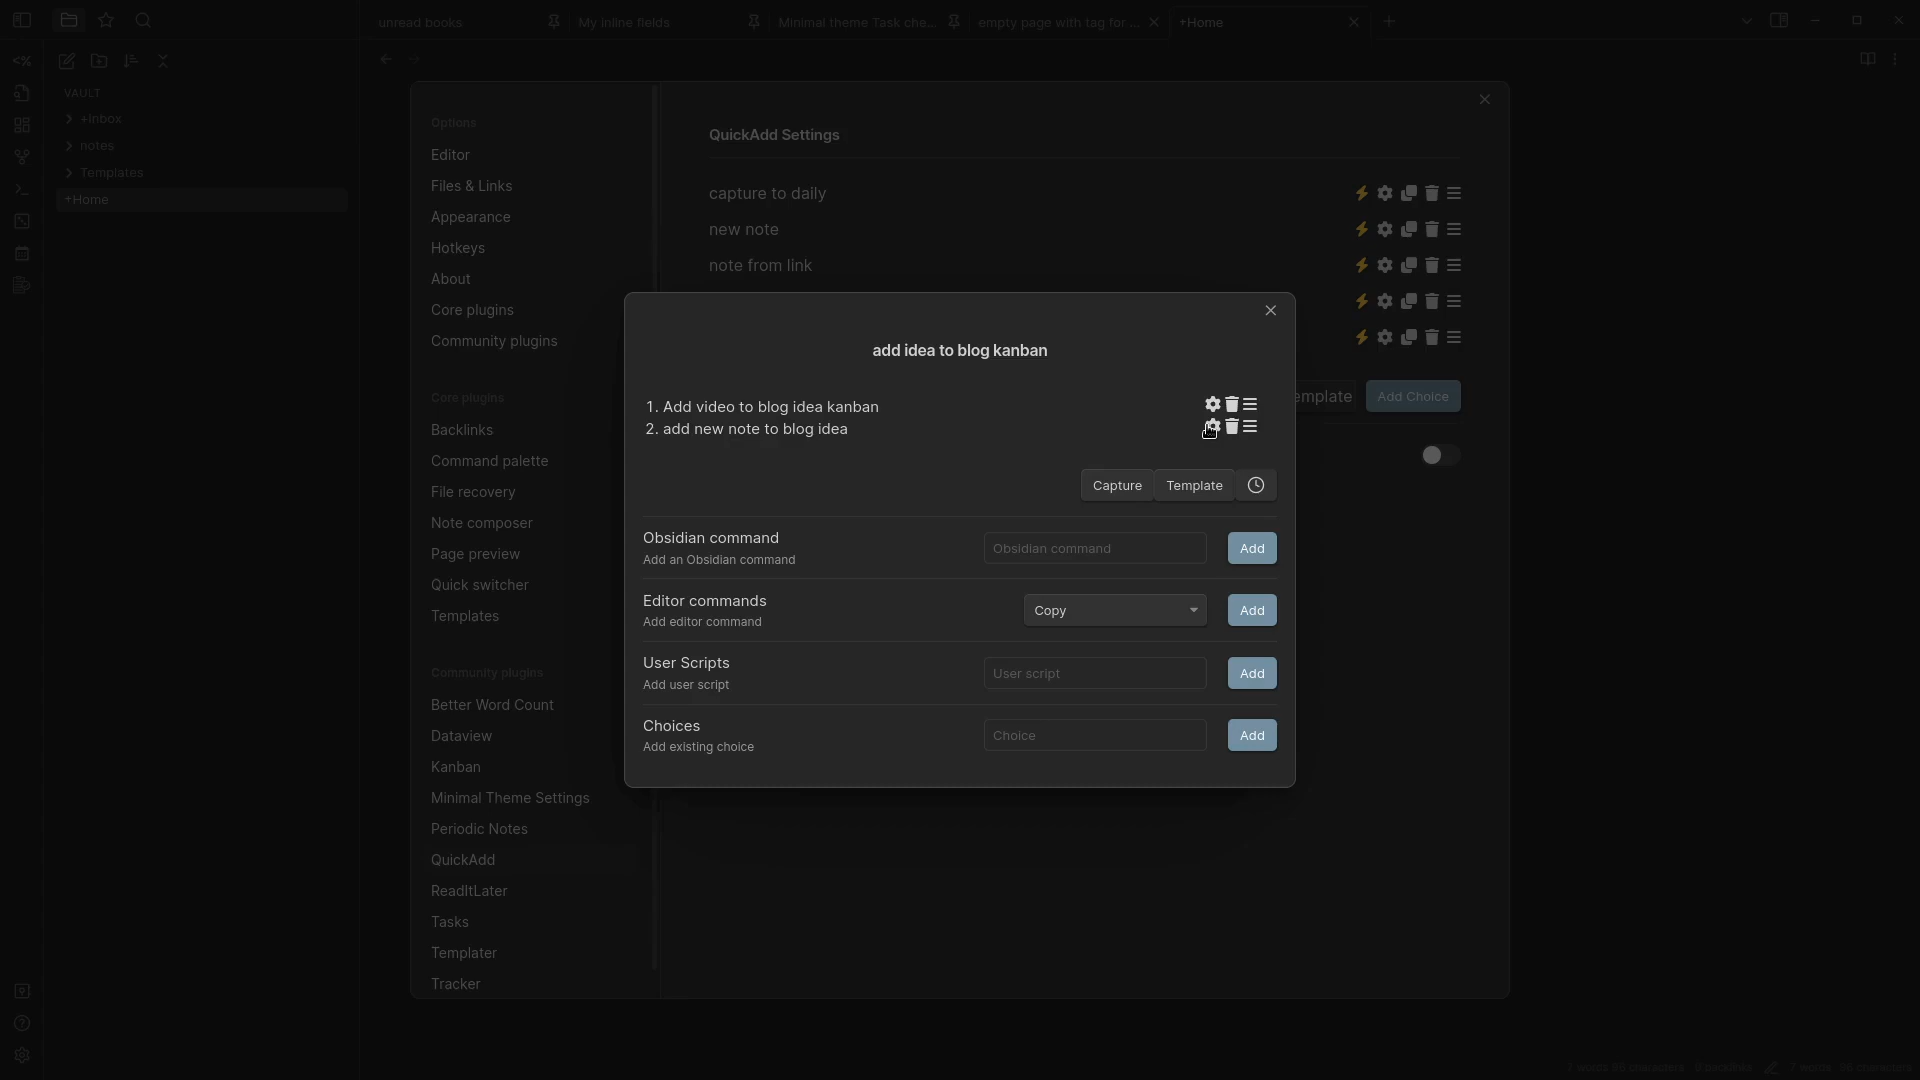 unread books
My inline fields
Minimal theme Task che...
empty page with tag for ...
+Home
VAULT
+Inbox
notes
Templates
+Home
Options
Editor
Files & Links
Appearance
Hotkeys
About
Core plugins
Community plugins
Core plugins
Backlinks
Command palette
File recovery
Note composer
Page preview
Quick switcher
Templates
Community plugins
Better Word Count
Dataview
Kanban
Minimal Theme Settings
Periodic Notes
QuickAdd
ReadItLater
Tasks
Templater
Tracker
QuickAdd Settings
capture to daily
new note
note from link
emplate
Add Choice
add idea to blog kanban
1. Add video to blog idea kanban
2. add new note to blog idea
Capture
Template
Obsidian command
Add an Obsidian command
Obsidian command
Add
Editor commands
Add editor command
Copy
Add
User Scripts
Add user script
User script
Add
Choices
Add existing choice
Choice
Add